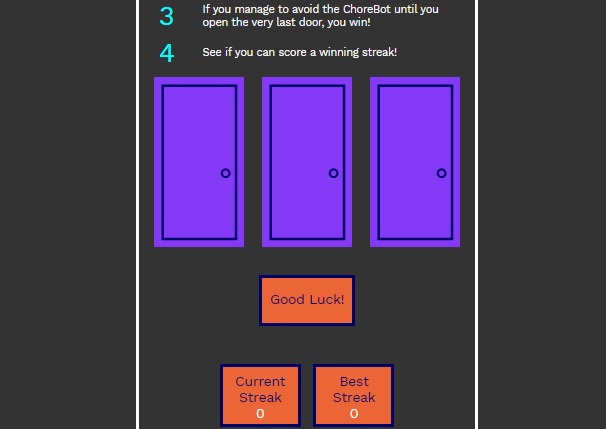 3
If you manage to avoid the ChoreBot until you
open the very last door, you win!
4
See if you can score a winning streak!
Good Luck!
Current
Streak
0
Best
Streak
0